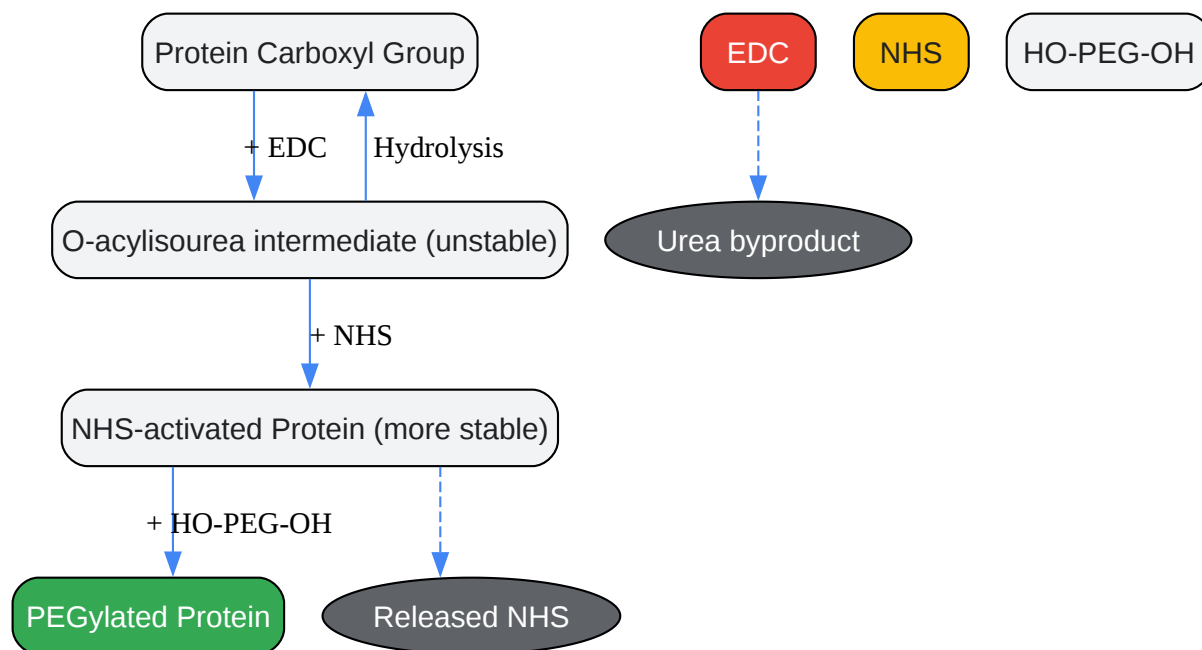 Protein Carboxyl Group
EDC
NHS
HO-PEG-OH
+ EDC
Hydrolysis
O-acylisourea intermediate (unstable)
Urea byproduct
+ NHS
NHS-activated Protein (more stable)
+ HO-PEG-OH
PEGylated Protein
Released NHS